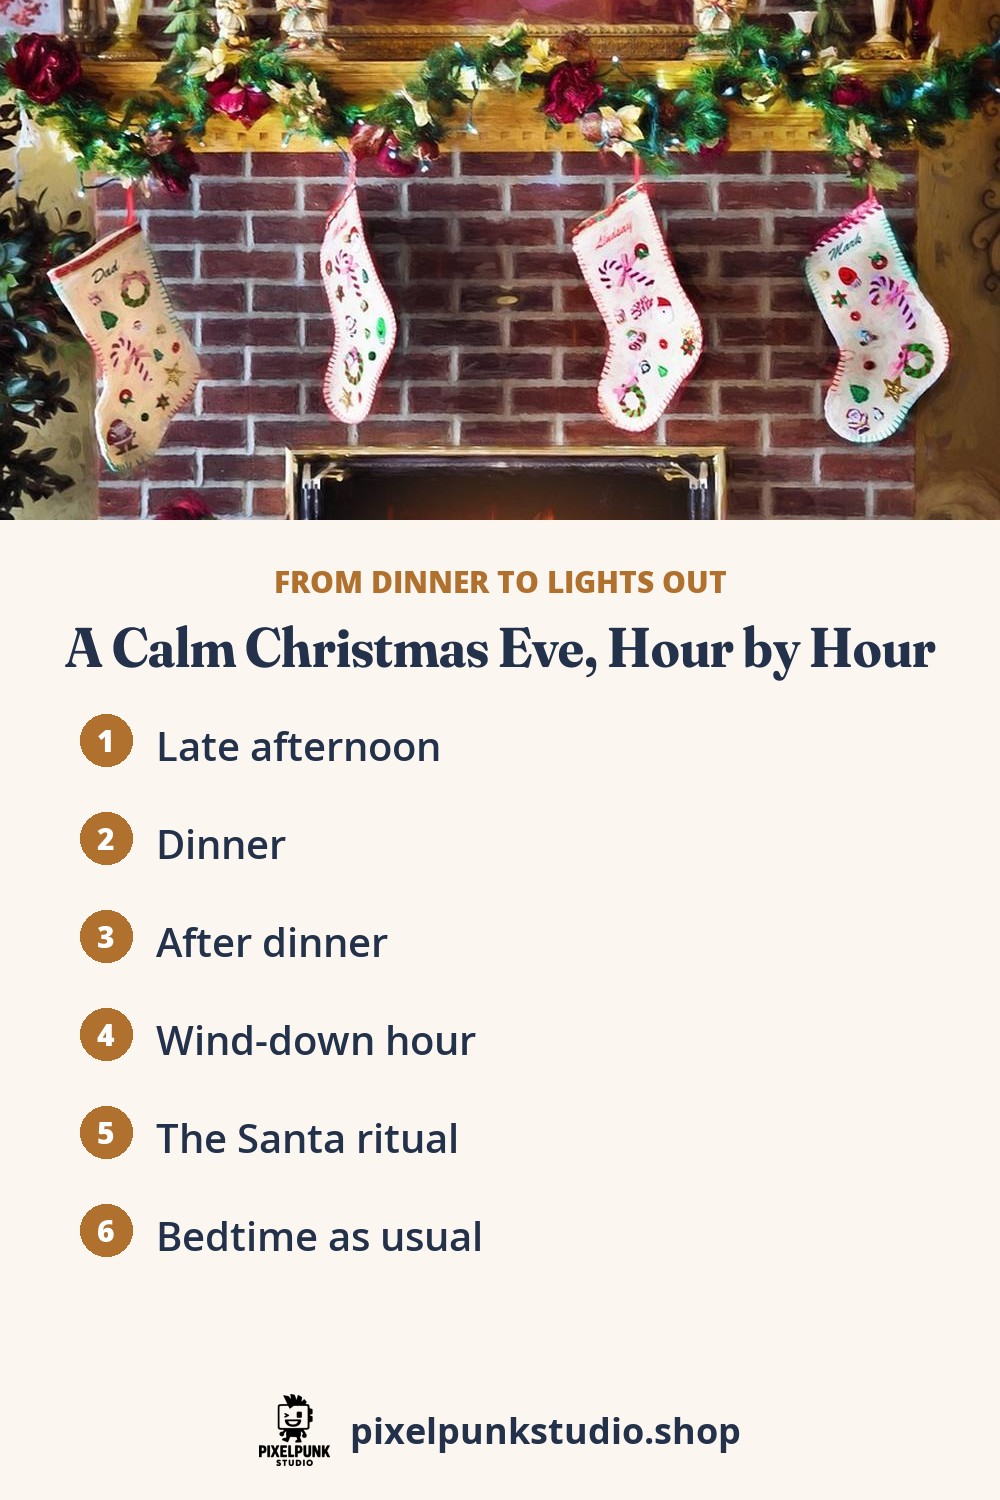 Dad
Lindsay
Mark
FROM DINNER TO LIGHTS OUT
A Calm Christmas Eve, Hour by Hour
1 Late afternoon
2 Dinner
3 After dinner
4 Wind-down hour
5 The Santa ritual
6 Bedtime as usual
PIXELPUNK
STUDIO
pixelpunkstudio.shop